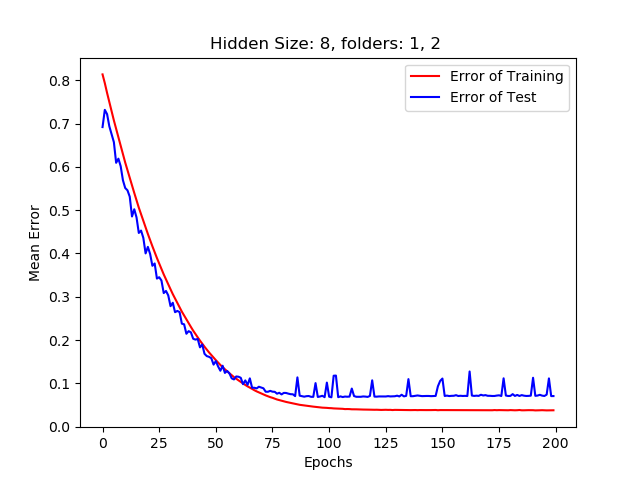 Hidden Size: 8, folders: 1, 2
Error of Training
Error of Test
Mean Error
0.8
0.7
0.6
0.5
0.4
0.3
0.2
0.1
0.0
0 25 50 75 100 125 150 175 200
Epochs